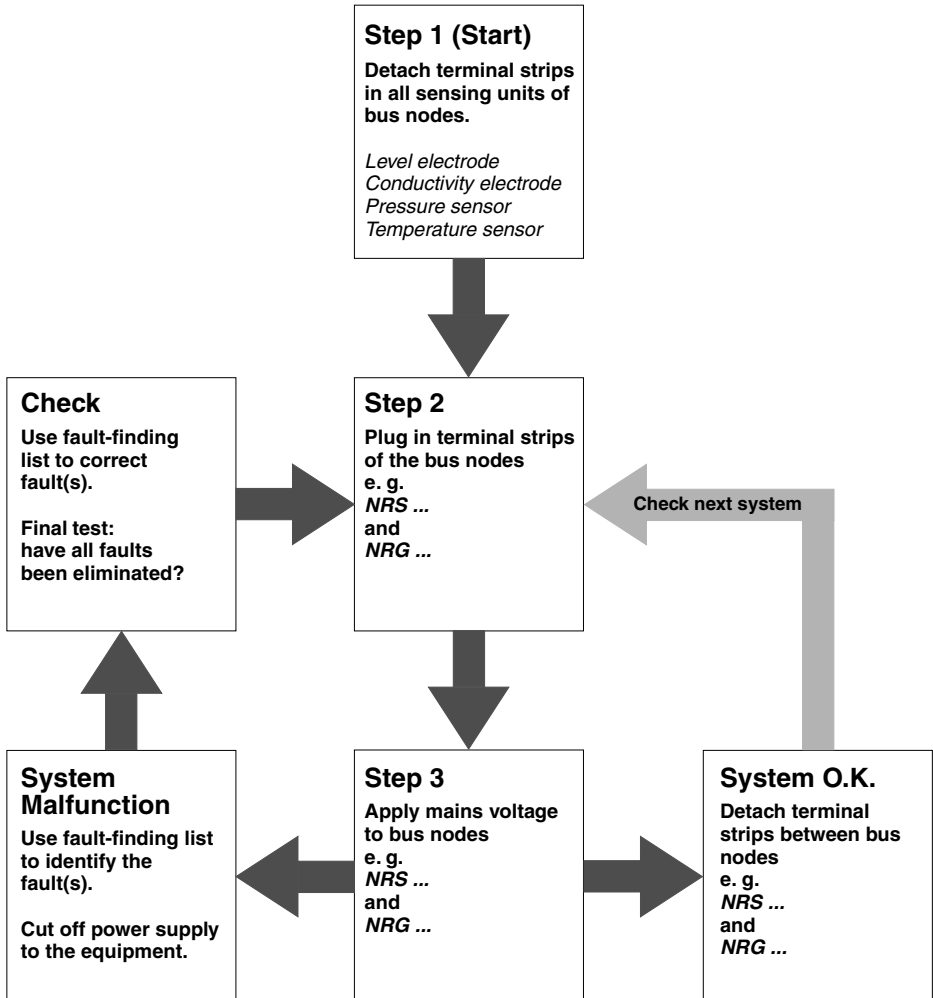 Step 1 (Start)
Detach terminal strips
in all sensing units of
bus nodes.
Level electrode
Conductivity electrode
Pressure sensor
Temperature sensor
Check
Use fault-finding
list to correct
fault(s).
Final test:
have all faults
been eliminated?
Step 2
Plug in terminal strips
of the bus nodes
e. g.
NRS ...
and
NRG ...
Check next system
System
Malfunction
Use fault-finding list
to identify the
fault(s).
Cut off power supply
to the equipment.
Step 3
Apply mains voltage
to bus nodes
e. g.
NRS ...
and
NRG ...
System O.K.
Detach terminal
strips between bus
nodes
e. g.
NRS ...
and
NRG ...